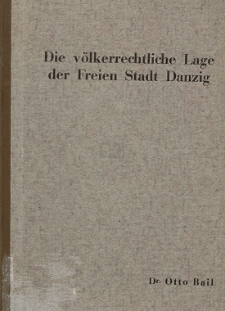 Die völkerrechtliche Lage
der Freien Stadt Danzig
Dr. Otto Bail